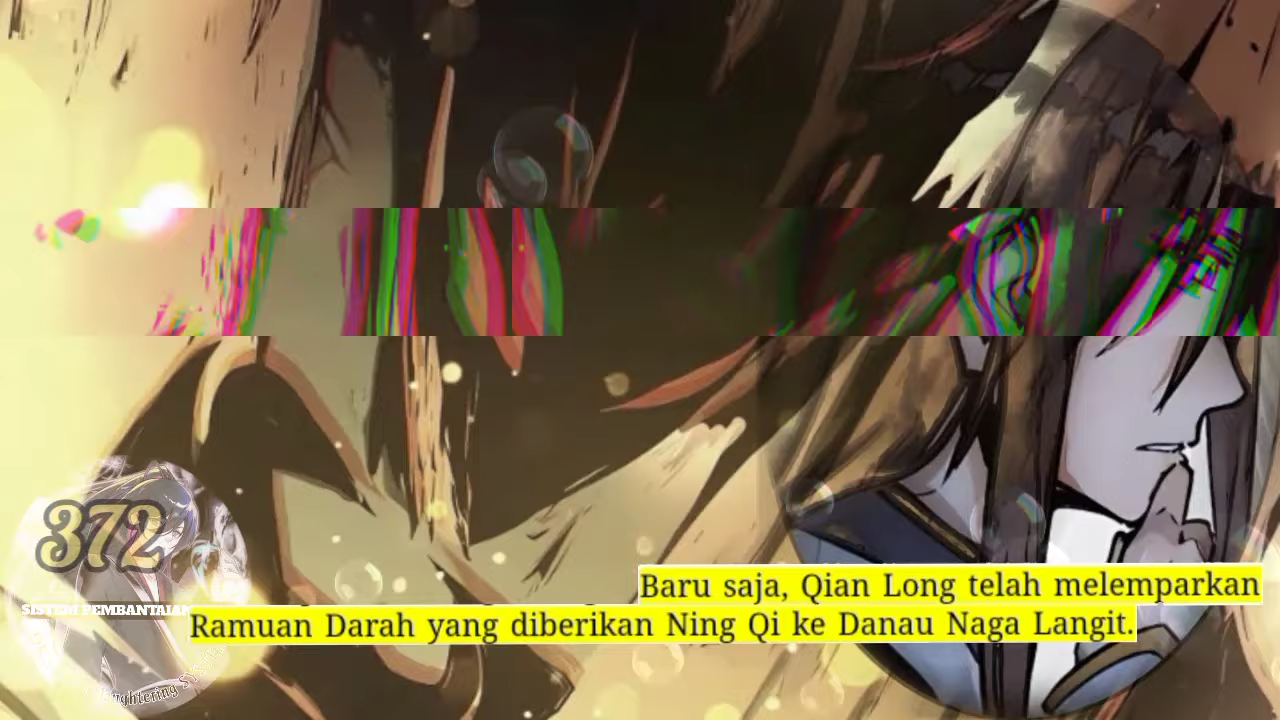 372
SISTEM PEMBANTAIAN
Baru saja, Qian Long telah melemparkan
Ramuan Darah yang diberikan Ning Qi ke Danau Naga Langit.